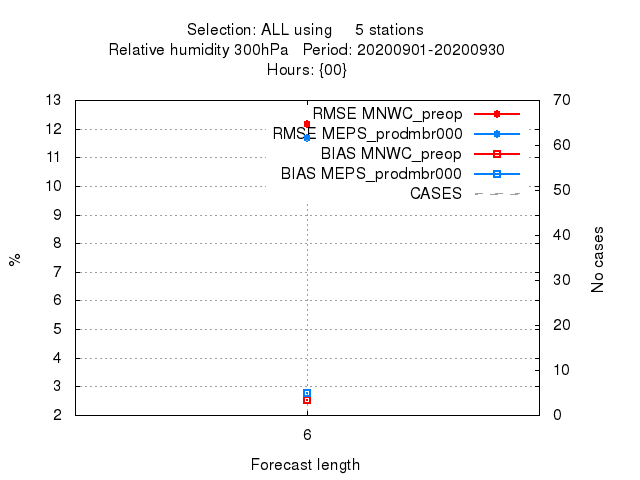 Selection: ALL using     5 stations
Relative humidity 300hPa   Period: 20200901-20200930
Hours: {00}
13
12
11
10
9
8
7
6
5
4
3
2
%
RMSE MNWC_preop
RMSE MEPS_prodmbr000
BIAS MNWC_preop
BIAS MEPS_prodmbr000
CASES
70
60
50
40
30
20
10
0
No cases
6
Forecast length